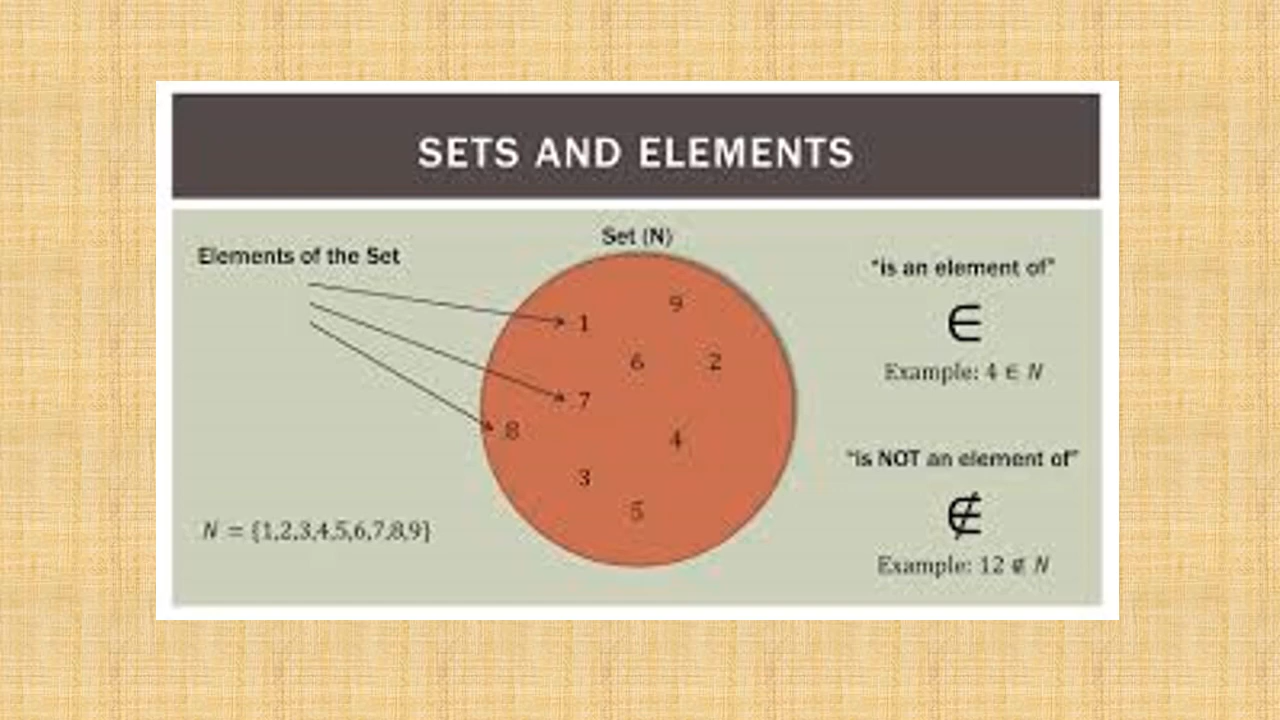 SETS AND ELEMENTS
Elements of the Set
Set (N)
1
9
6
2
7
8
4
3
5
N = {1,2,3,4,5,6,7,8,9}
"is an element of"
∈
Example: 4 ∈ N
"is NOT an element of"
∉
Example: 12 ∉ N